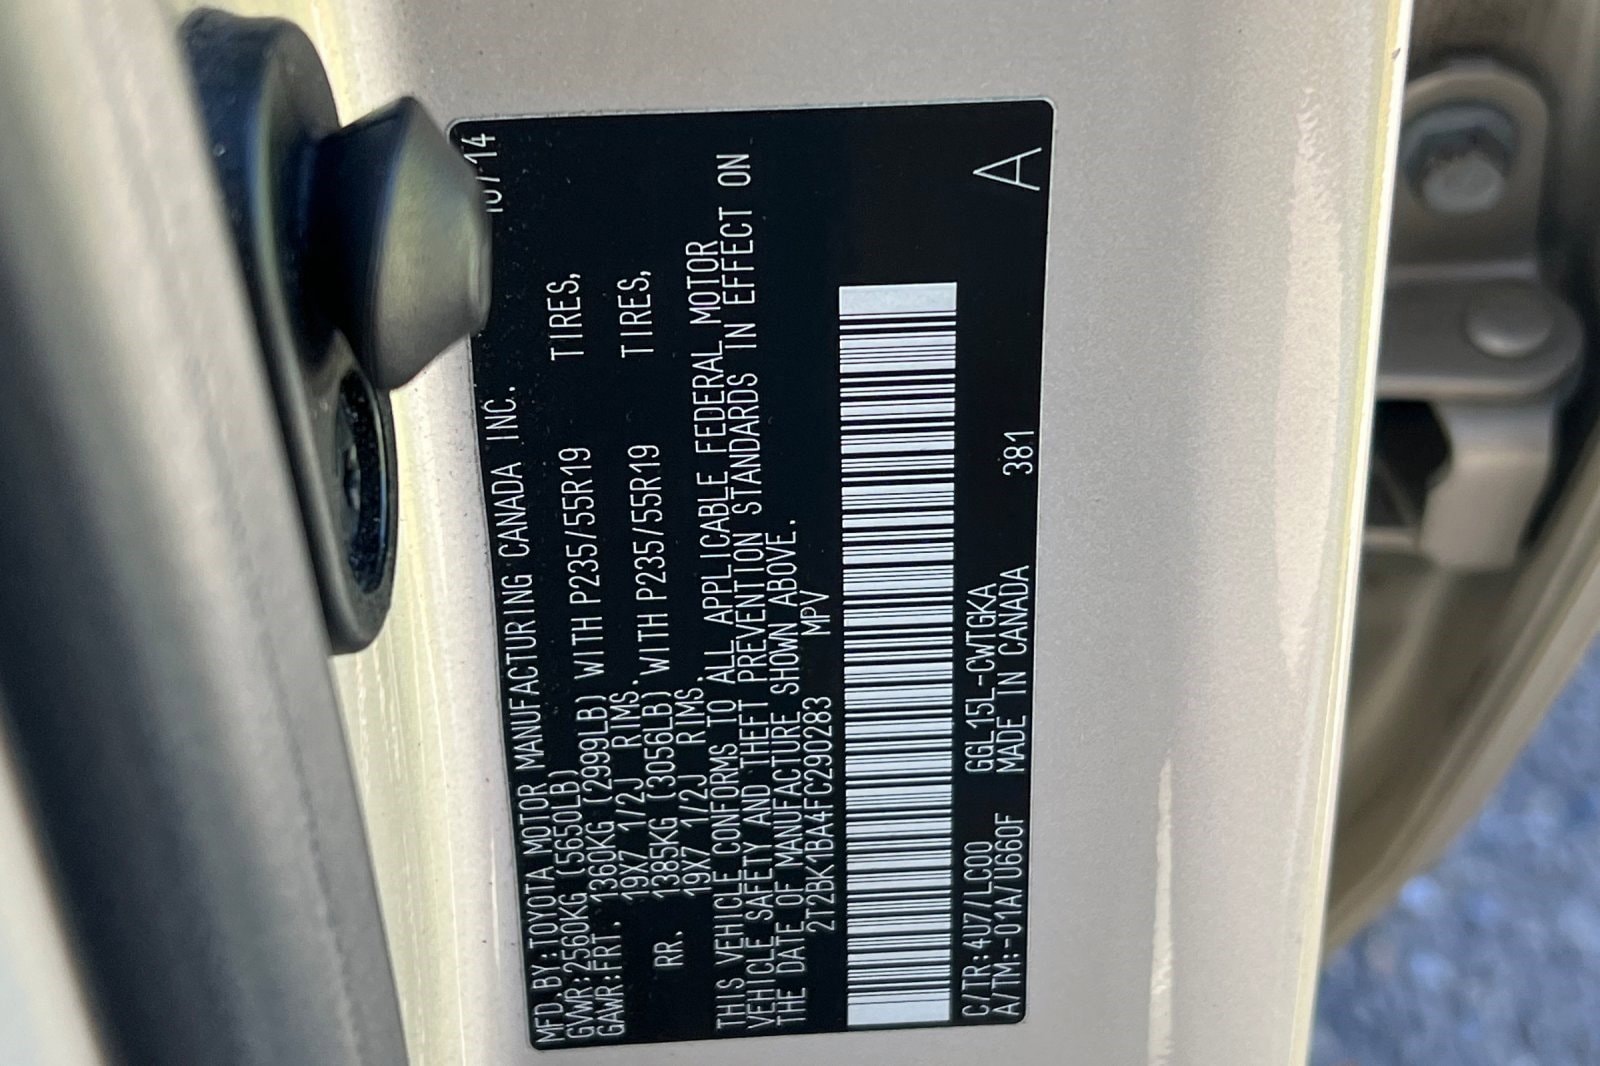 MFD.BY:TOYOTA MOTOR MANUFACTURING CANADA INC. 10/14
GVWR:2560KG (5650LB)
GAWR:FRT. 1360KG (2999LB) WITH P235/55R19 TIRES,
19X7 1/2J RIMS.
RR. 1385KG (3056LB) WITH P235/55R19 TIRES,
19X7 1/2J RIMS.
THIS VEHICLE CONFORMS TO ALL APPLICABLE FEDERAL MOTOR
VEHICLE SAFETY AND THEFT PREVENTION STANDARDS IN EFFECT ON
THE DATE OF MANUFACTURE SHOWN ABOVE.
2T2BK1BA4FC290283 MPV
C/TR:4U7/LC00 GGL15L-CWTGKA
A/TM:-01A/U660F MADE IN CANADA 381 A